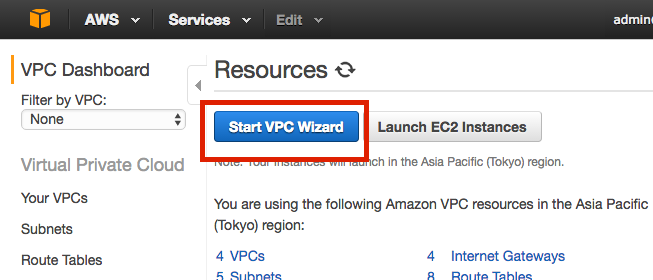 AWS Services Edit admin
VPC Dashboard
Filter by VPC:
None
Virtual Private Cloud
Your VPCs
Subnets
Route Tables
Resources
Start VPC Wizard Launch EC2 Instances
Note: Your instances will launch in the Asia Pacific (Tokyo) region.
You are using the following Amazon VPC resources in the Asia Pacific
(Tokyo) region:
4 VPCs 4 Internet Gateways
5 Subnets 8 Route Tables